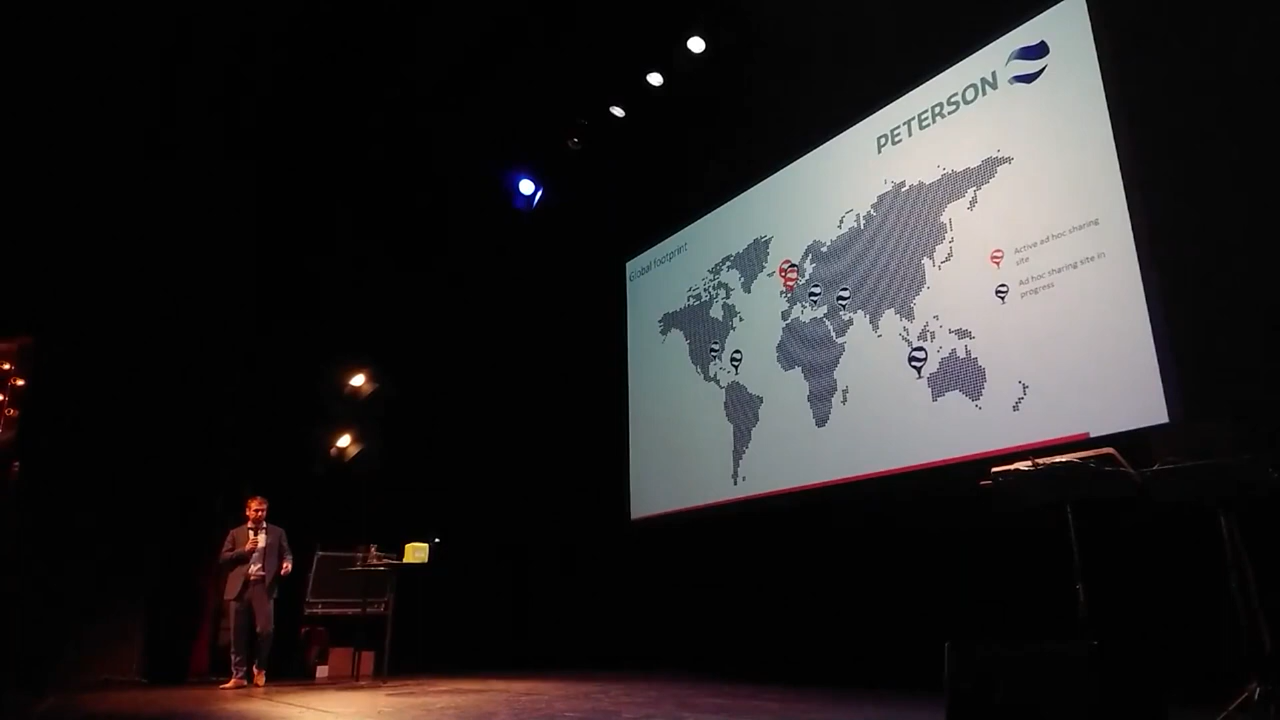 PETERSON
Global footprint
Active ad hoc sharing
site
Ad hoc sharing site in
progress